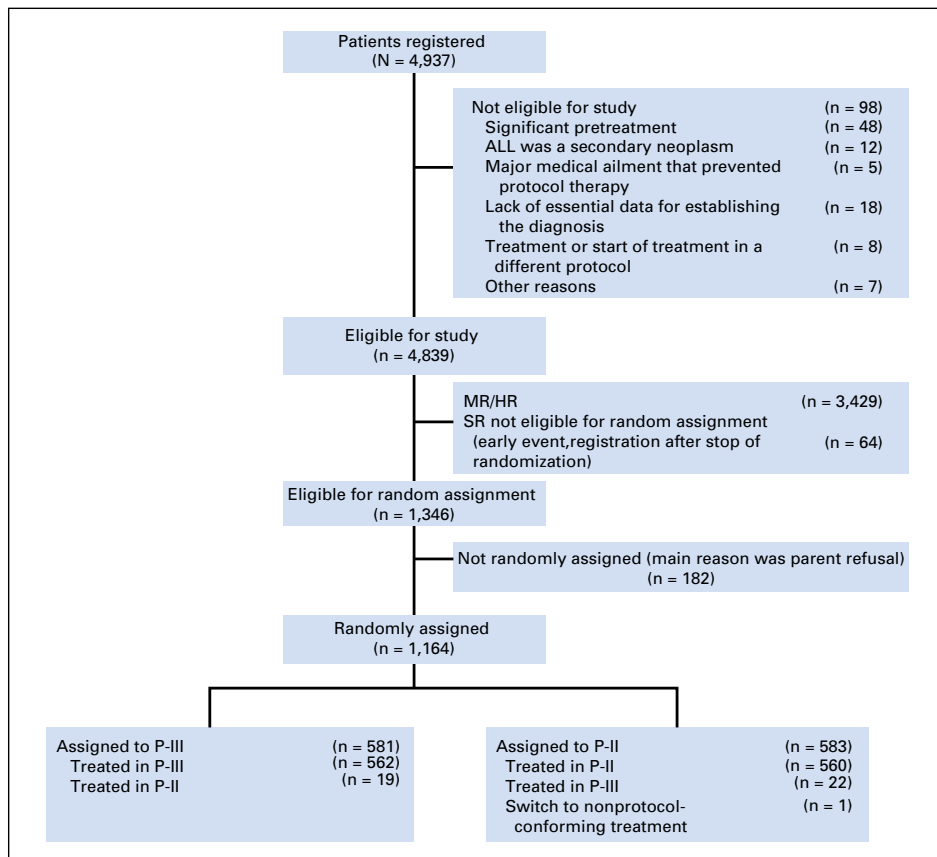 Patients registered
(N = 4,937)
Not eligible for study (n = 98)
Significant pretreatment (n = 48)
ALL was a secondary neoplasm (n = 12)
Major medical ailment that prevented (n = 5)
protocol therapy
Lack of essential data for establishing (n = 18)
the diagnosis
Treatment or start of treatment in a (n = 8)
different protocol
Other reasons (n = 7)
Eligible for study
(n = 4,839)
MR/HR (n = 3,429)
SR not eligible for random assignment
(early event,registration after stop of (n = 64)
randomization)
Eligible for random assignment
(n = 1,346)
Not randomly assigned (main reason was parent refusal)
(n = 182)
Randomly assigned
(n = 1,164)
Assigned to P-III (n = 581)
Treated in P-III (n = 562)
Treated in P-II (n = 19)
Assigned to P-II (n = 583)
Treated in P-II (n = 560)
Treated in P-III (n = 22)
Switch to nonprotocol- (n = 1)
conforming treatment